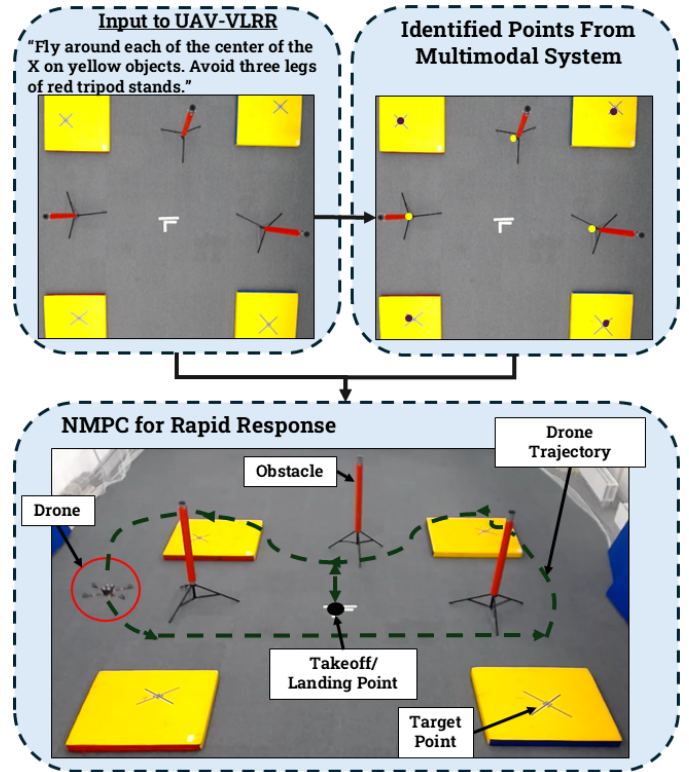 Input to UAV-VLRR
“Fly around each of the center of the
X on yellow objects. Avoid three legs
of red tripod stands.”
Identified Points From
Multimodal System
NMPC for Rapid Response
Drone
Trajectory
Obstacle
Drone
Takeoff/
Landing Point
Target
Point